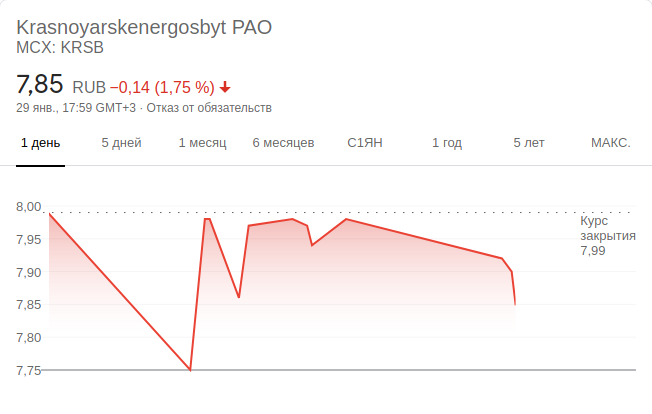 Krasnoyarskenergosbyt PAO
MCX: KRSB
7,85 RUB −0,14 (1,75 %)
29 янв., 17:59 GMT+3 · Отказ от обязательств
1 день 5 дней 1 месяц 6 месяцев С1ЯН 1 год 5 лет МАКС.
8,00
7,95
7,90
7,85
7,80
7,75
Курс
закрытия
7,99